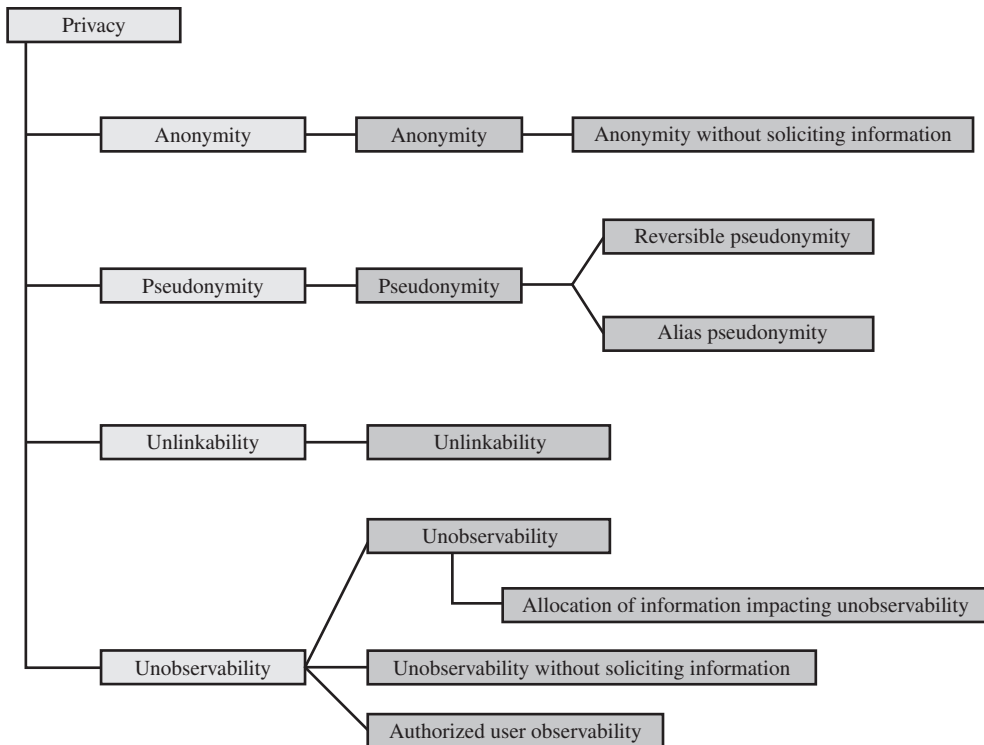 Privacy
Anonymity
Anonymity
Anonymity without soliciting information
Reversible pseudonymity
Pseudonymity
Pseudonymity
Alias pseudonymity
Unlinkability
Unlinkability
Unobservability
Allocation of information impacting unobservability
Unobservability
Unobservability without soliciting information
Authorized user observability